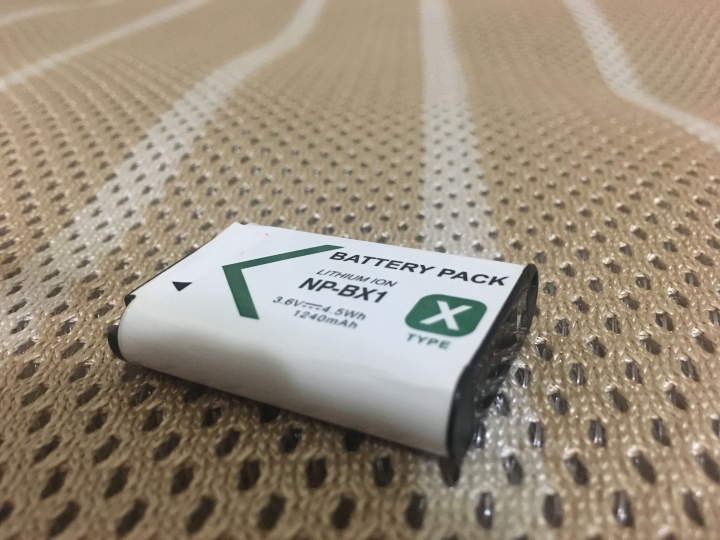 BATTERY PACK
LITHIUM ION
NP-BX1
3.6V⎓4.5Wh
1240mAh
X
TYPE